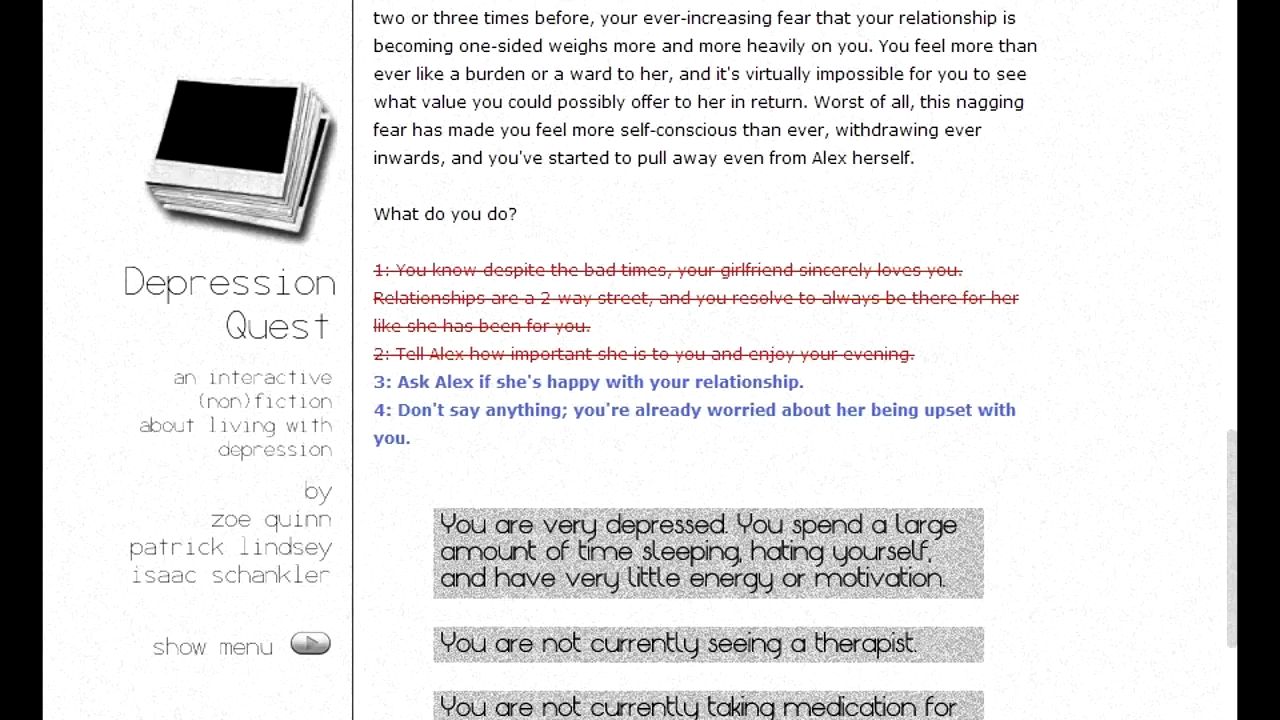 two or three times before, your ever-increasing fear that your relationship is
becoming one-sided weighs more and more heavily on you. You feel more than
ever like a burden or a ward to her, and it's virtually impossible for you to see
what value you could possibly offer to her in return. Worst of all, this nagging
fear has made you feel more self-conscious than ever, withdrawing ever
inwards, and you've started to pull away even from Alex herself.
What do you do?
1: You know despite the bad times, your girlfriend sincerely loves you.
Relationships are a 2 way street, and you resolve to always be there for her
like she has been for you.
2: Tell Alex how important she is to you and enjoy your evening.
3: Ask Alex if she's happy with your relationship.
4: Don't say anything; you're already worried about her being upset with
you.
You are very depressed. You spend a large
amount of time sleeping, hating yourself,
and have very little energy or motivation.
You are not currently seeing a therapist.
You are not currently taking medication for
Depression
Quest
an interactive
(non)fiction
about living with
depression
by
zoe quinn
patrick lindsey
isaac schankler
show menu